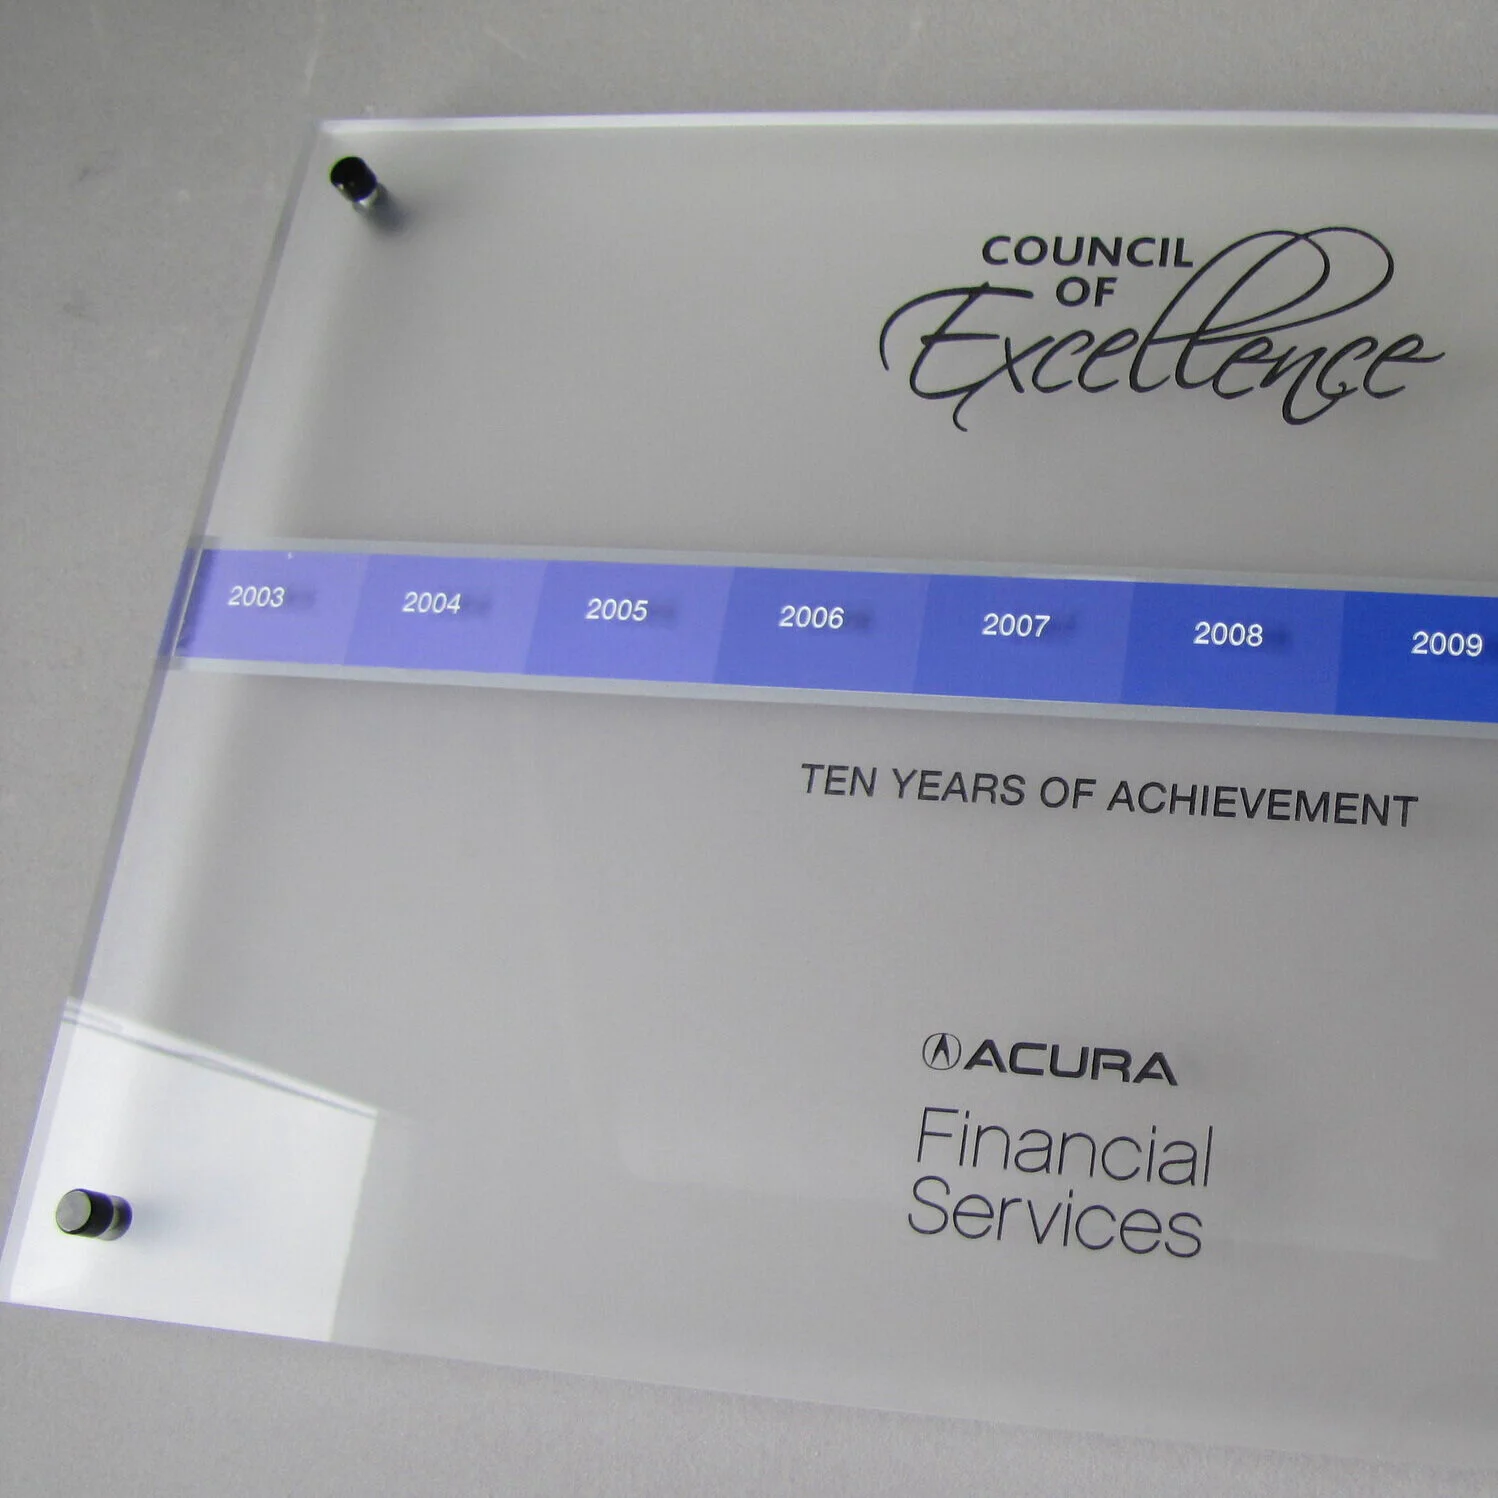 COUNCIL
OF
Excellence
2003 2004 2005 2006 2007 2008 2009
TEN YEARS OF ACHIEVEMENT
ACURA
Financial
Services